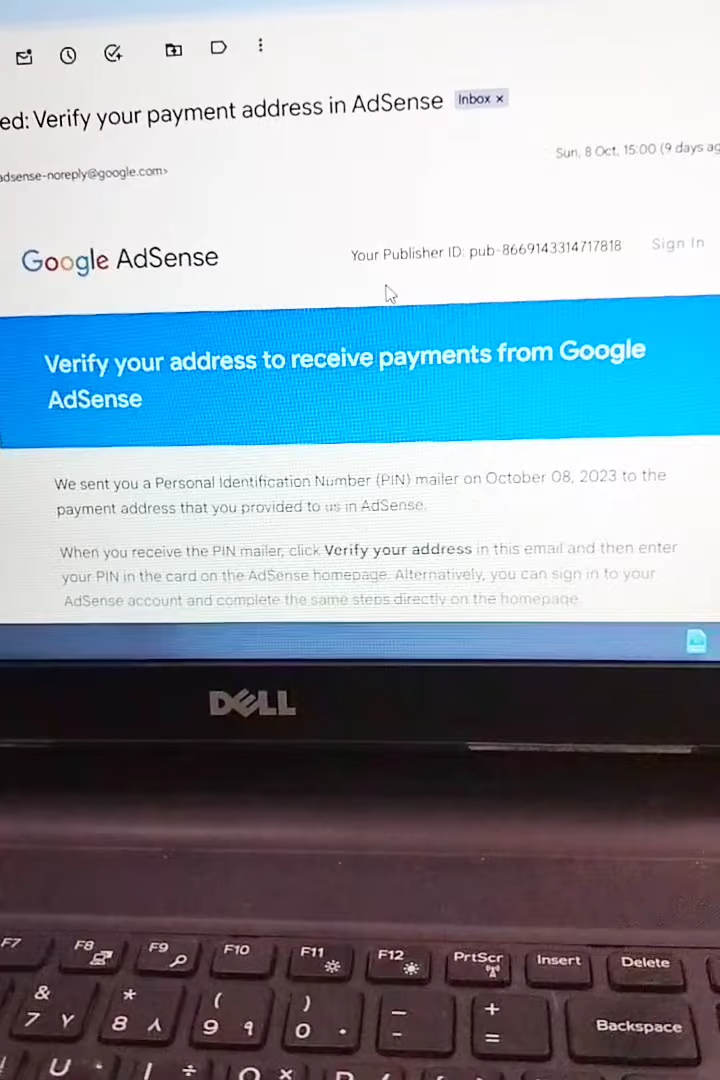 ed: Verify your payment address in AdSense Inbox ×
adsense-noreply@google.com>
Sun, 8 Oct, 15:00 (9 days ag
Google AdSense
Your Publisher ID: pub-8669143314717818 Sign In
Verify your address to receive payments from Google
AdSense
We sent you a Personal Identification Number (PIN) mailer on October 08, 2023 to the
payment address that you provided to us in AdSense.
When you receive the PIN mailer, click Verify your address in this email and then enter
your PIN in the card on the AdSense homepage. Alternatively, you can sign in to your
AdSense account and complete the same steps directly on the homepage.
DELL
F7 F8 F9 F10 F11 F12 PrtScr Insert Delete
& * ( ) — +
7 ٧ 8 ٨ 9 ٩ 0 ٠ - = Backspace
U I ÷ O ×